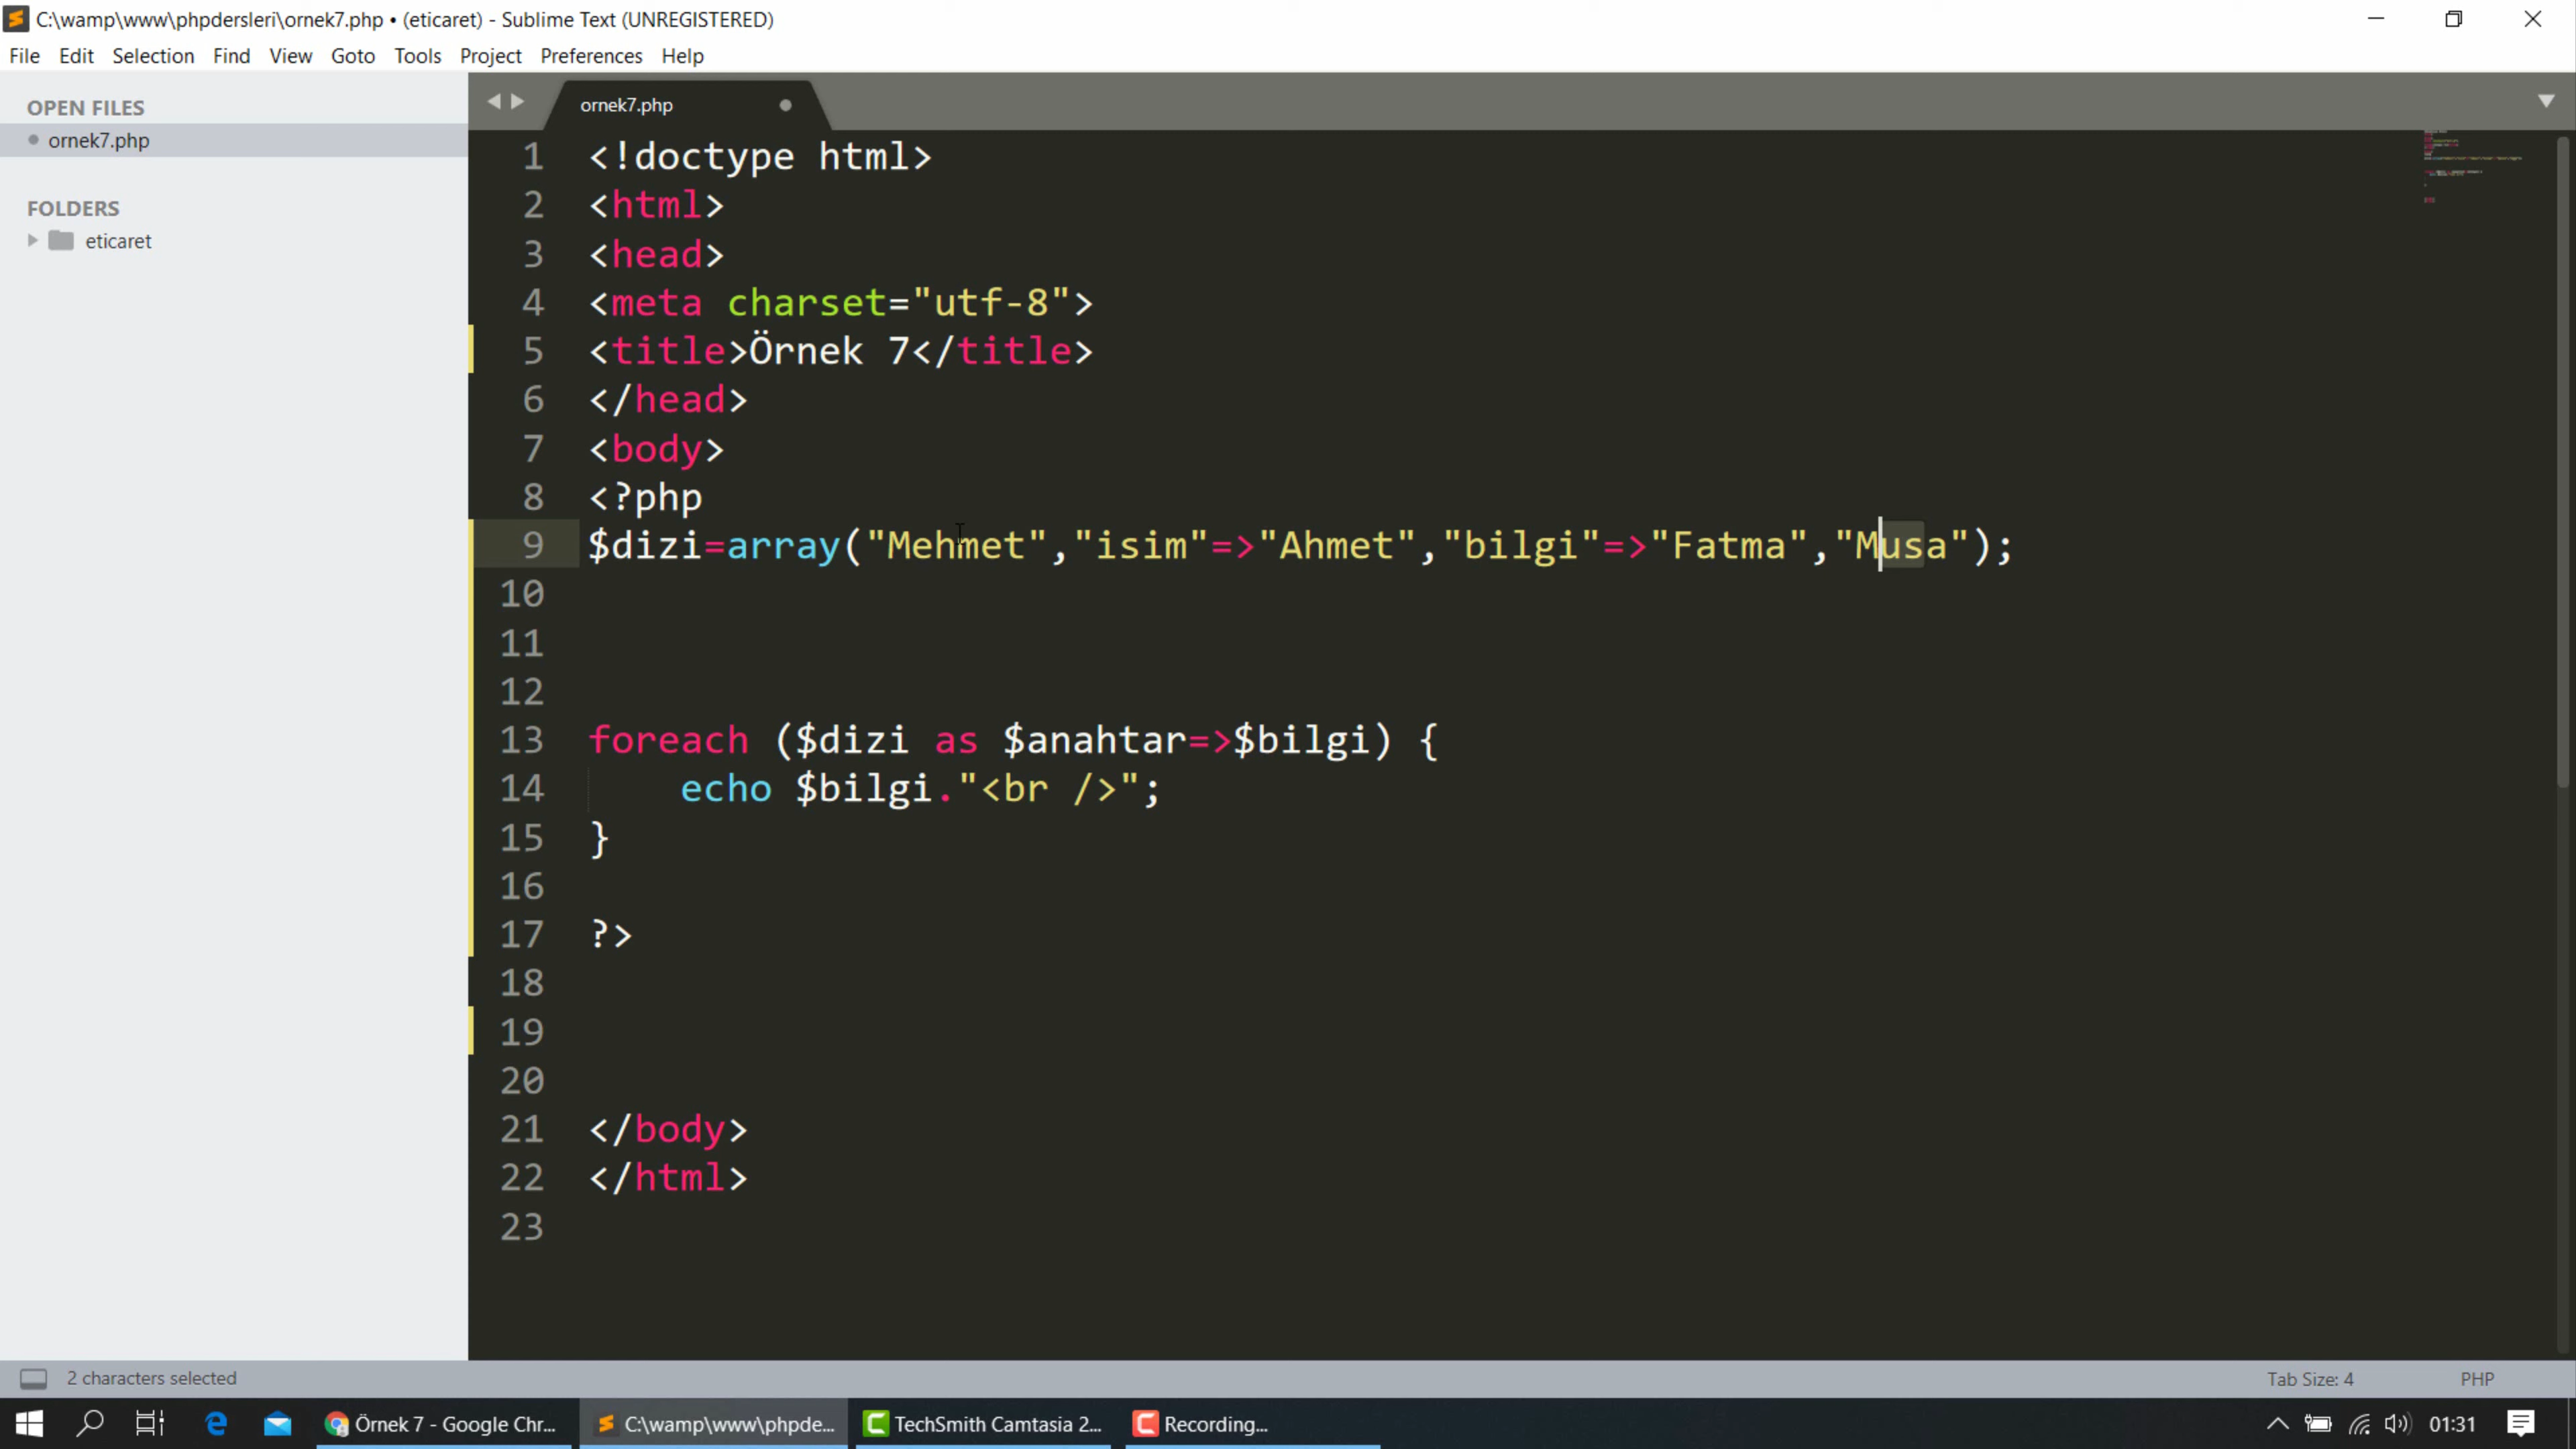 C:\wamp\www\phpdersleri\ornek7.php • (eticaret) - Sublime Text (UNREGISTERED)
File Edit Selection Find View Goto Tools Project Preferences Help
OPEN FILES
ornek7.php
FOLDERS
eticaret
ornek7.php
1 <!doctype html>
2 <html>
3 <head>
4 <meta charset="utf-8">
5 <title>Örnek 7</title>
6 </head>
7 <body>
8 <?php
9 $dizi=array("Mehmet","isim"=>"Ahmet","bilgi"=>"Fatma","Musa");
10
11
12
13 foreach ($dizi as $anahtar=>$bilgi) {
14     echo $bilgi."<br />";
15 }
16
17 ?>
18
19
20
21 </body>
22 </html>
23
2 characters selected
Tab Size: 4
PHP
Örnek 7 - Google Chr...
C:\wamp\www\phpde...
TechSmith Camtasia 2...
Recording...
01:31